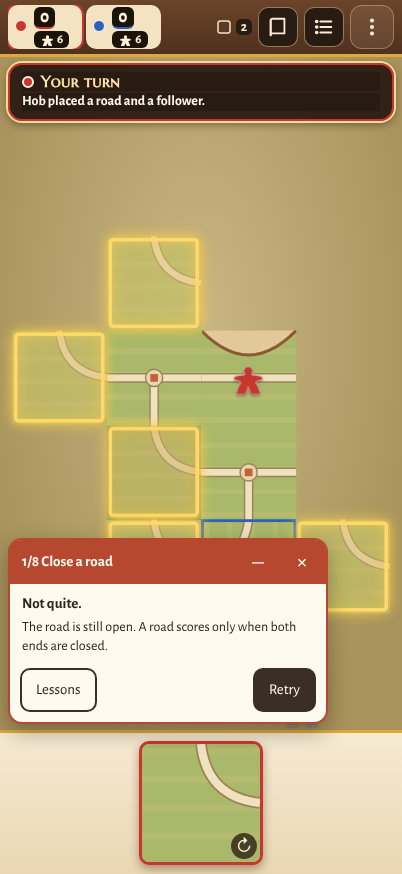 0
6
0
6
2
Your turn
Hob placed a road and a follower.
1/8 Close a road
Not quite.
The road is still open. A road scores only when both
ends are closed.
Lessons
Retry